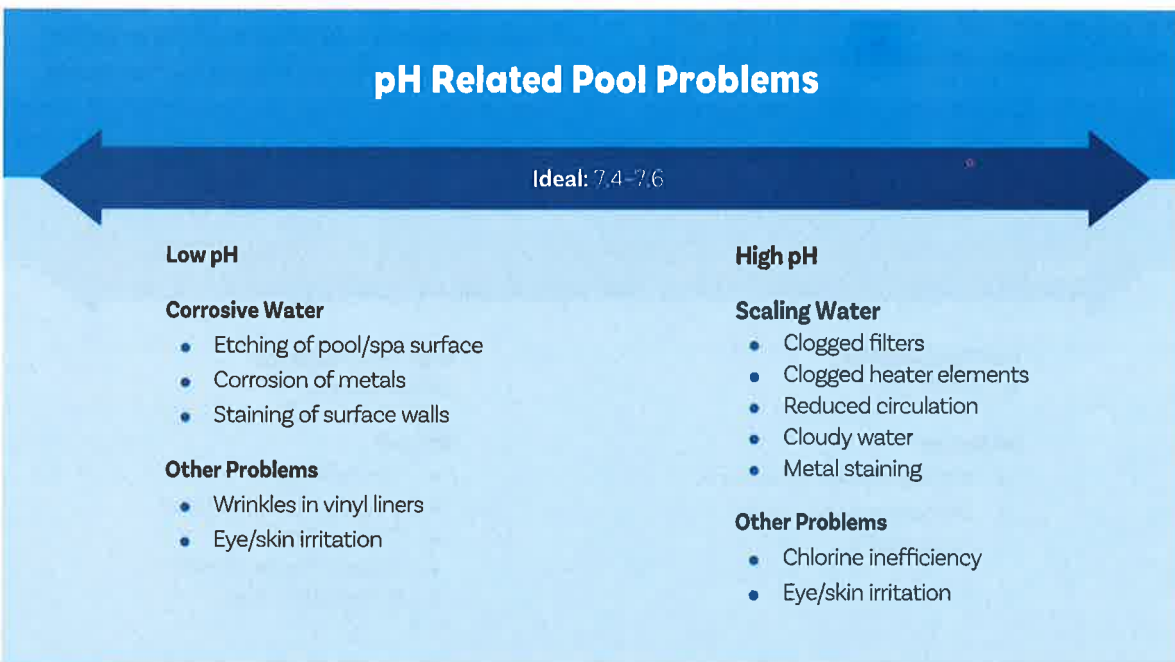 pH Related Pool Problems
Ideal: 7.4–7.6
Low pH
Corrosive Water
• Etching of pool/spa surface
• Corrosion of metals
• Staining of surface walls
Other Problems
• Wrinkles in vinyl liners
• Eye/skin irritation
High pH
Scaling Water
• Clogged filters
• Clogged heater elements
• Reduced circulation
• Cloudy water
• Metal staining
Other Problems
• Chlorine inefficiency
• Eye/skin irritation